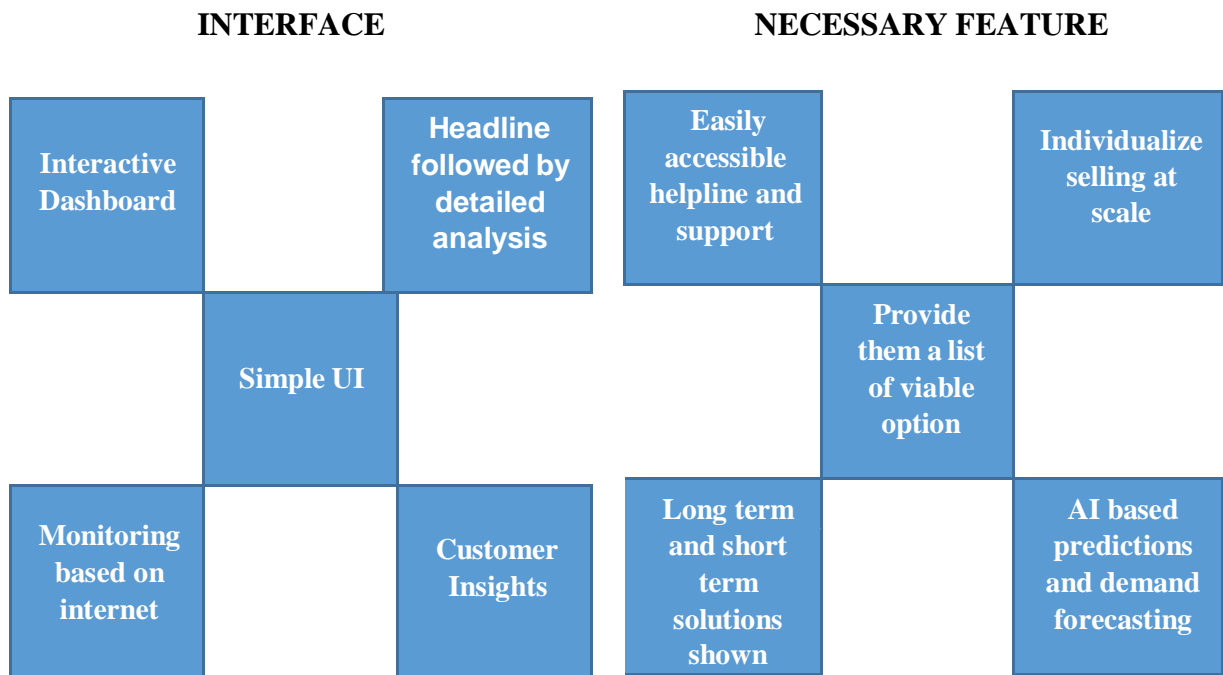 INTERFACE
Interactive
Dashboard
Headline
followed by
detailed
analysis
Simple UI
Monitoring
based on
internet
Customer
Insights
NECESSARY FEATURE
Easily
accessible
helpline and
support
Individualize
selling at
scale
Provide
them a list
of viable
option
Long term
and short
term
solutions
shown
AI based
predictions
and demand
forecasting